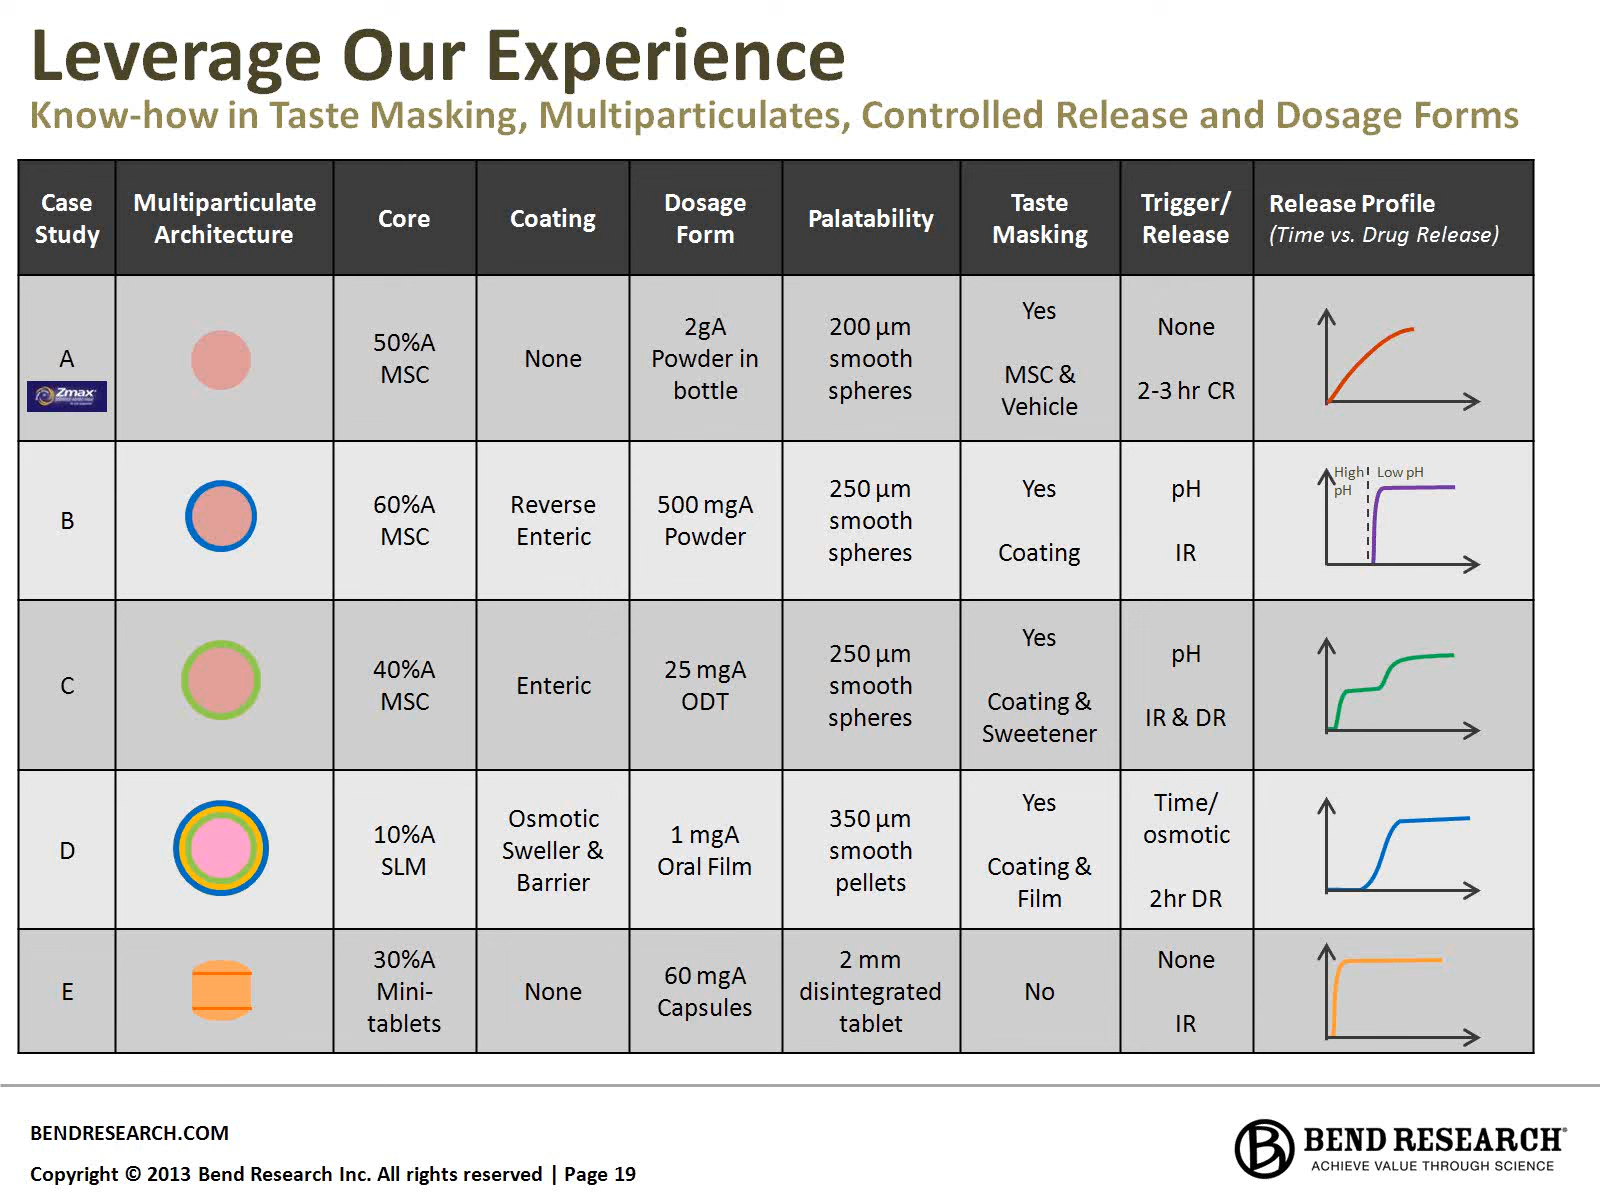 Leverage Our Experience
Know-how in Taste Masking, Multiparticulates, Controlled Release and Dosage Forms
Case
Study
Multiparticulate
Architecture
Core
Coating
Dosage
Form
Palatability
Taste
Masking
Trigger/
Release
Release Profile
(Time vs. Drug Release)
A
Zmax
50%A
MSC
None
2gA
Powder in
bottle
200 µm
smooth
spheres
Yes
MSC &
Vehicle
None
2-3 hr CR
B
60%A
MSC
Reverse
Enteric
500 mgA
Powder
250 µm
smooth
spheres
Yes
Coating
pH
IR
High
pH
Low pH
C
40%A
MSC
Enteric
25 mgA
ODT
250 µm
smooth
spheres
Yes
Coating &
Sweetener
pH
IR & DR
D
10%A
SLM
Osmotic
Sweller &
Barrier
1 mgA
Oral Film
350 µm
smooth
pellets
Yes
Coating &
Film
Time/
osmotic
2hr DR
E
30%A
Mini-
tablets
None
60 mgA
Capsules
2 mm
disintegrated
tablet
No
None
IR
BENDRESEARCH.COM
Copyright © 2013 Bend Research Inc. All rights reserved | Page 19
BEND RESEARCH®
ACHIEVE VALUE THROUGH SCIENCE